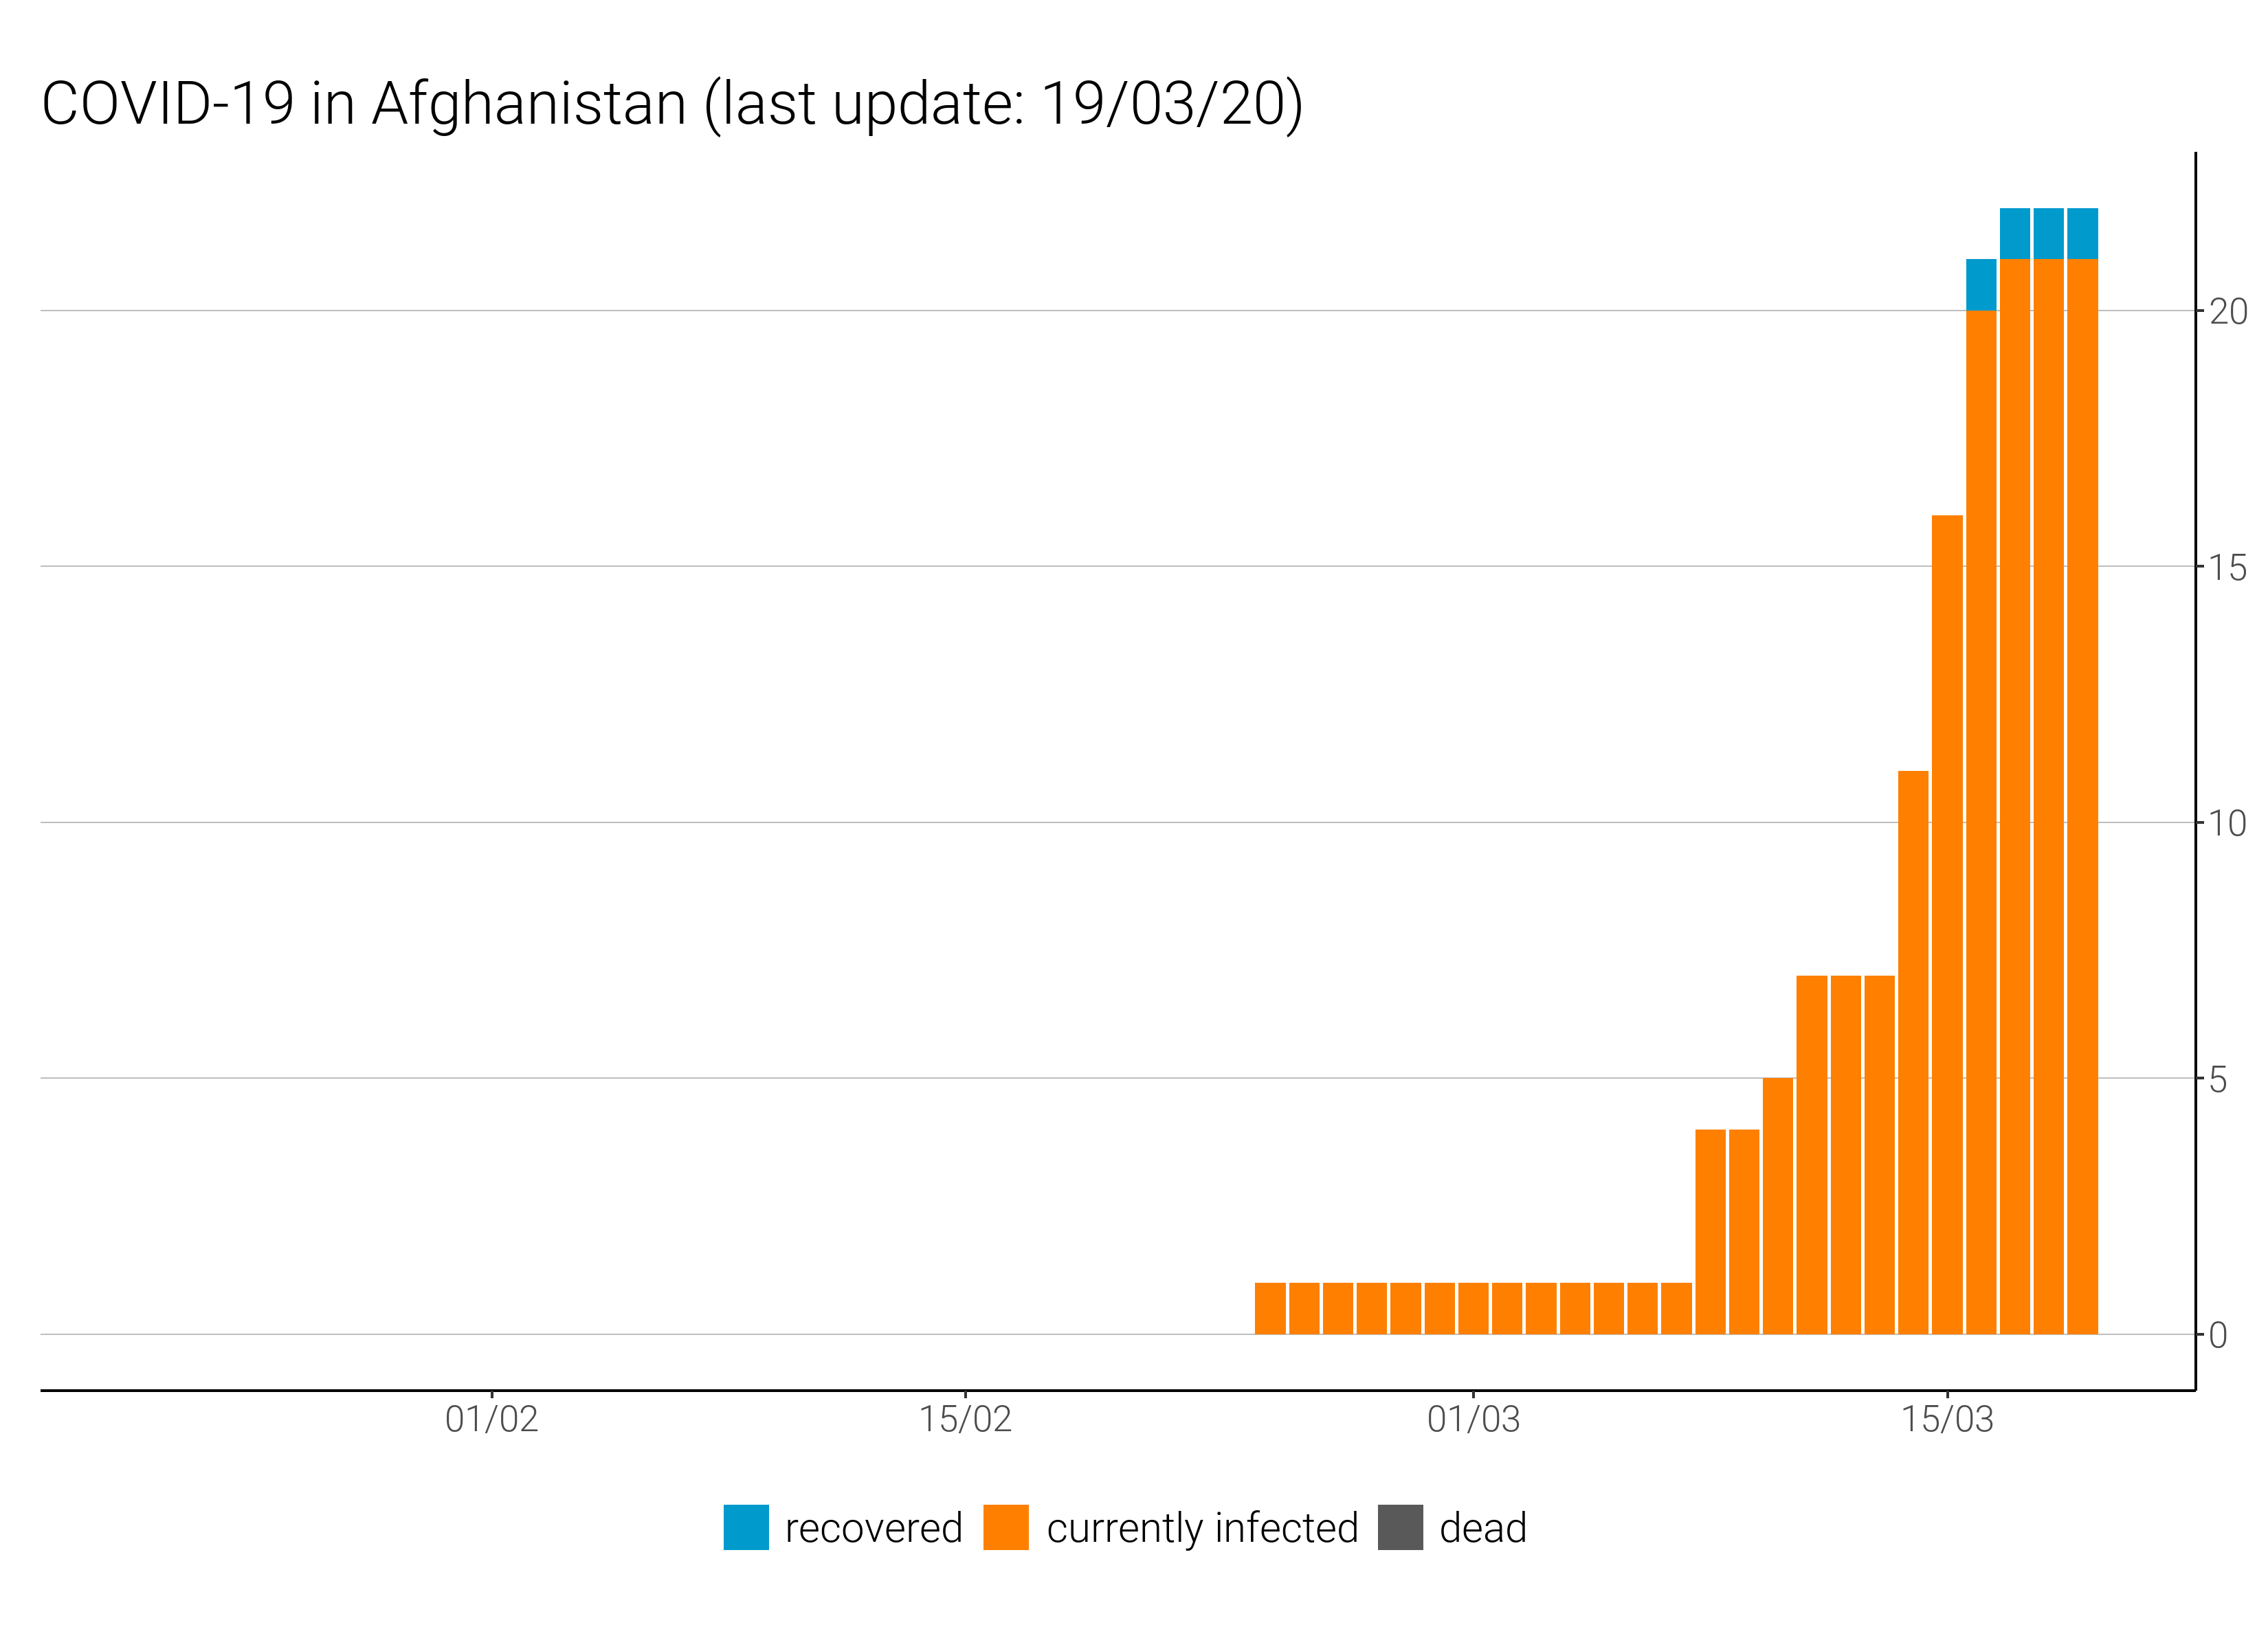 COVID-19 in Afghanistan (last update: 19/03/20)
20
15
10
5
0
01/02 15/02 01/03 15/03
recovered currently infected dead